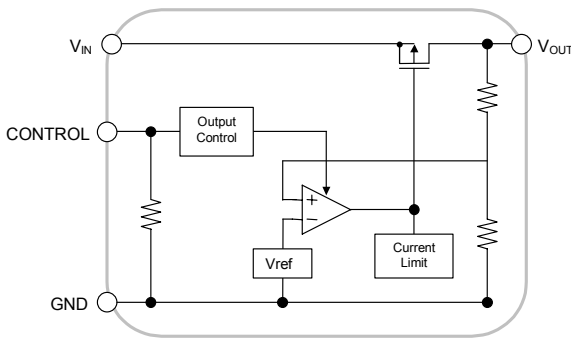 VIN
VOUT
CONTROL
Output
Control
+
−
Vref
Current
Limit
GND